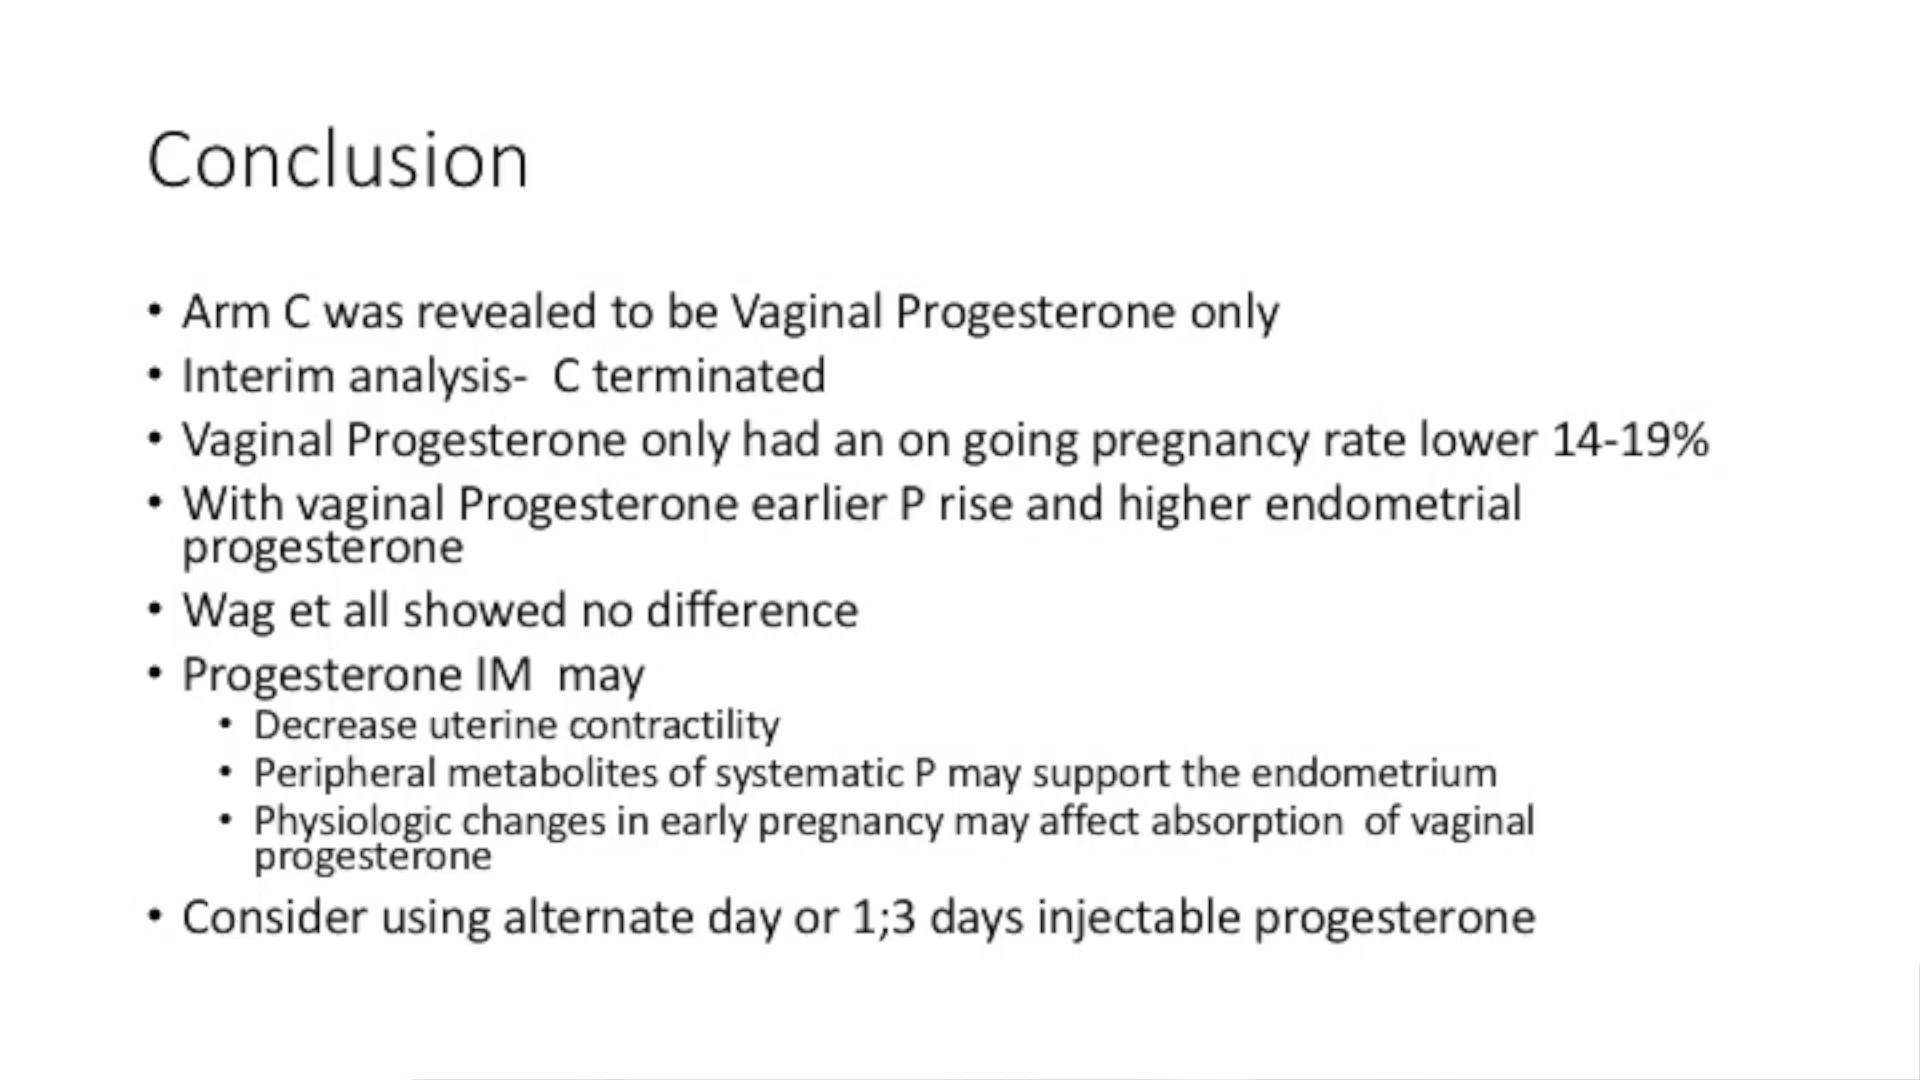 Conclusion
• Arm C was revealed to be Vaginal Progesterone only
• Interim analysis-  C terminated
• Vaginal Progesterone only had an on going pregnancy rate lower 14-19%
• With vaginal Progesterone earlier P rise and higher endometrial
progesterone
• Wag et all showed no difference
• Progesterone IM  may
• Decrease uterine contractility
• Peripheral metabolites of systematic P may support the endometrium
• Physiologic changes in early pregnancy may affect absorption  of vaginal
progesterone
• Consider using alternate day or 1;3 days injectable progesterone